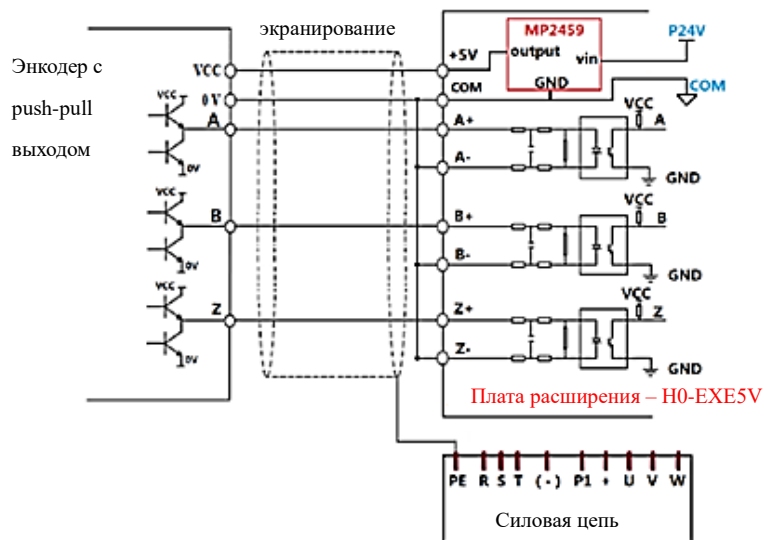 экранирование
MP2459
P24V
Энкодер с
push-pull
выходом
+5V
output
vin
GND
VCC
COM
COM
0V
VCC
A
A+
VCC
A
0V
A-
GND
VCC
B
B+
VCC
B
0V
B-
GND
VCC
Z
Z+
VCC
Z
0V
Z-
GND
Плата расширения – H0-EXE5V
PE R S T (-) P1 + U V W
Силовая цепь